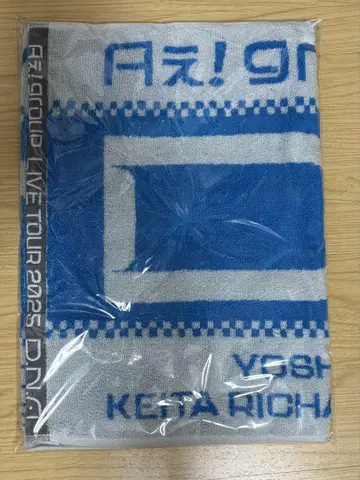 Aぇ! gr
Aぇ! group LIVE TOUR 2025 D.N.A
YOSH
KEITA RICHA